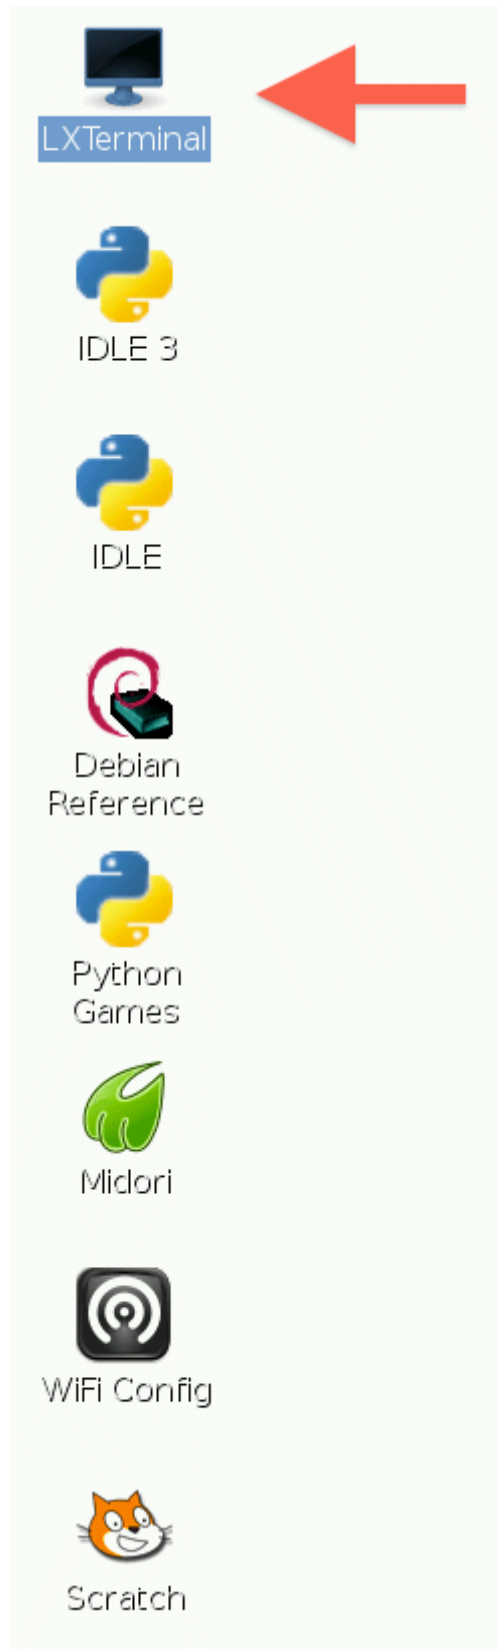 LXTerminal
IDLE 3
IDLE
Debian
Reference
Python
Games
Midori
WiFi Config
Scratch